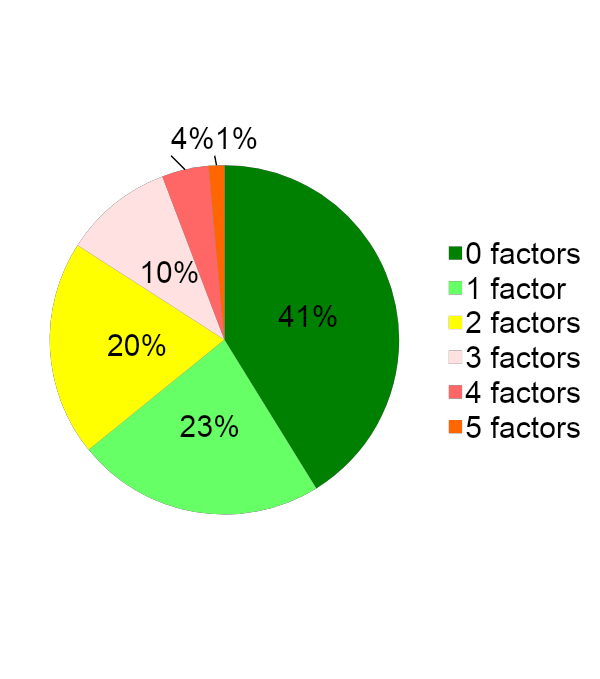 4%1%
10%
41%
20%
23%
0 factors
1 factor
2 factors
3 factors
4 factors
5 factors